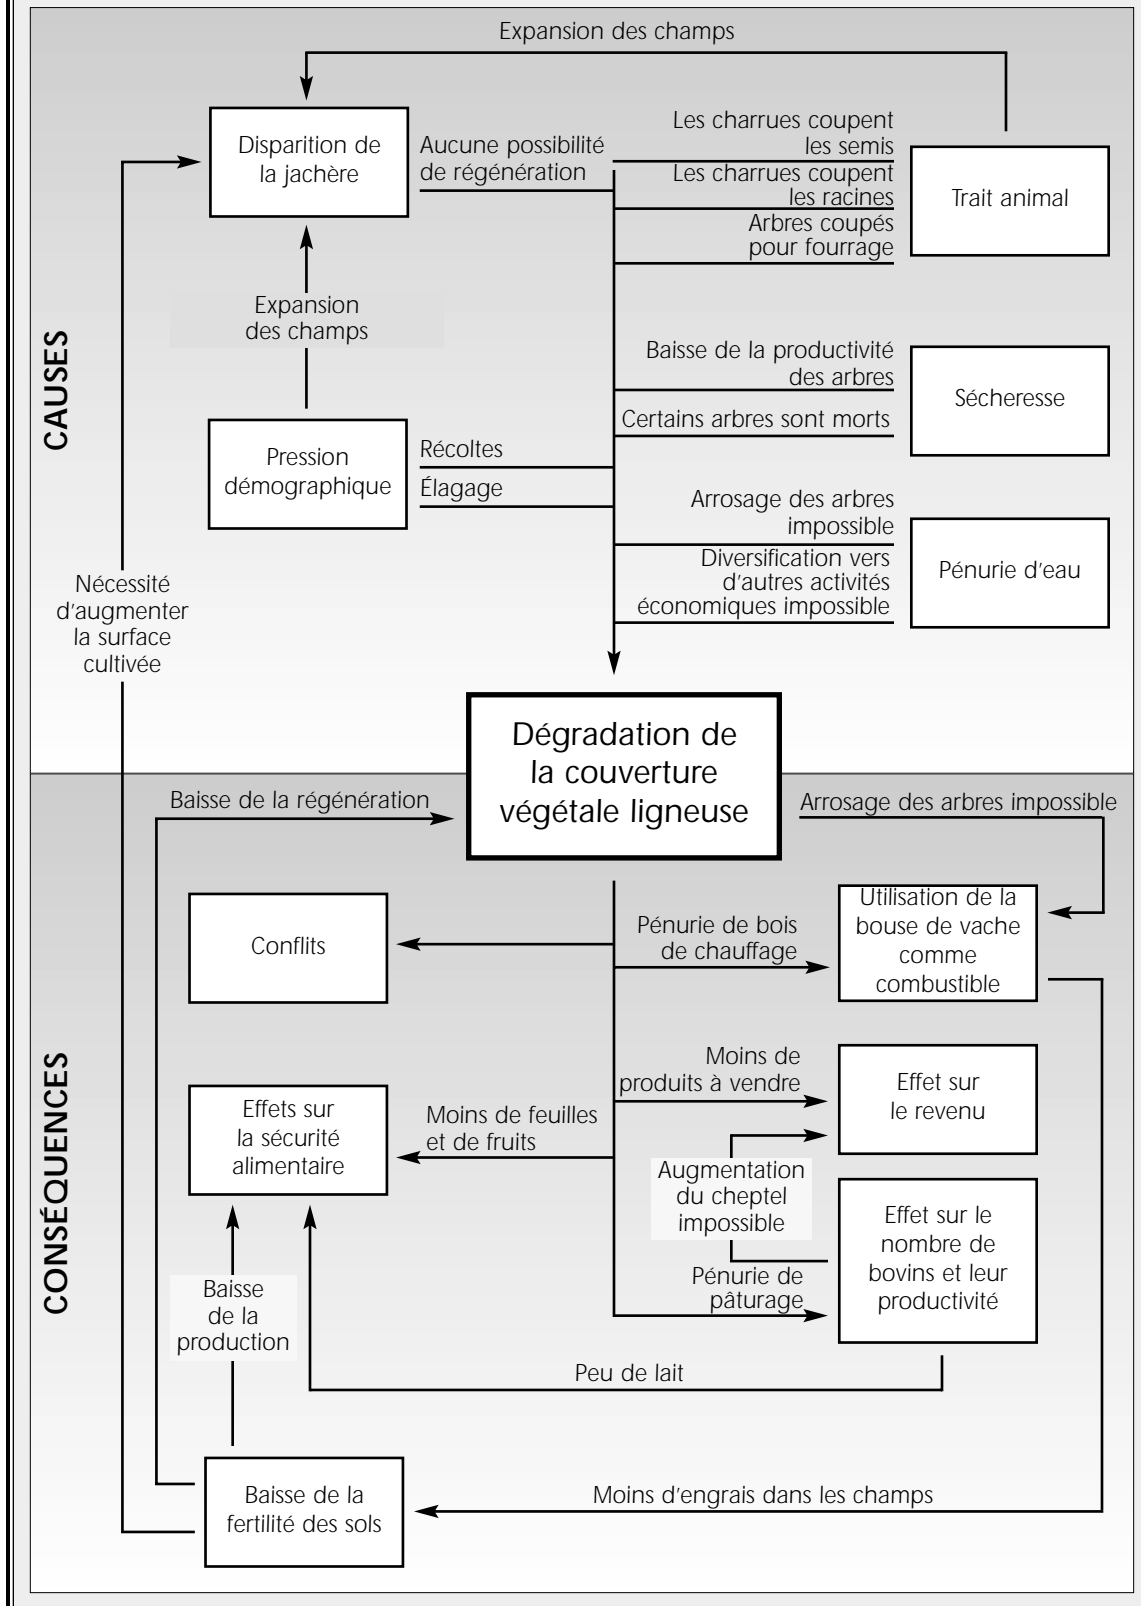 Expansion des champs
Disparition de
la jachère
Aucune possibilité
de régénération
Les charrues coupent
les semis
Les charrues coupent
les racines
Arbres coupés
pour fourrage
Trait animal
Expansion
des champs
CAUSES
Baisse de la productivité
des arbres
Certains arbres sont morts
Sécheresse
Pression
démographique
Récoltes
Élagage
Arrosage des arbres
impossible
Diversification vers
d'autres activités
économiques impossible
Pénurie d'eau
Nécessité
d'augmenter
la surface
cultivée
Dégradation de
la couverture
végétale ligneuse
Baisse de la régénération
Arrosage des arbres impossible
Conflits
Pénurie de bois
de chauffage
Utilisation de la
bouse de vache
comme
combustible
CONSÉQUENCES
Effets sur
la sécurité
alimentaire
Moins de feuilles
et de fruits
Moins de
produits à vendre
Effet sur
le revenu
Augmentation
du cheptel
impossible
Effet sur le
nombre de
bovins et leur
productivité
Pénurie de
pâturage
Baisse
de la
production
Peu de lait
Baisse de la
fertilité des sols
Moins d'engrais dans les champs